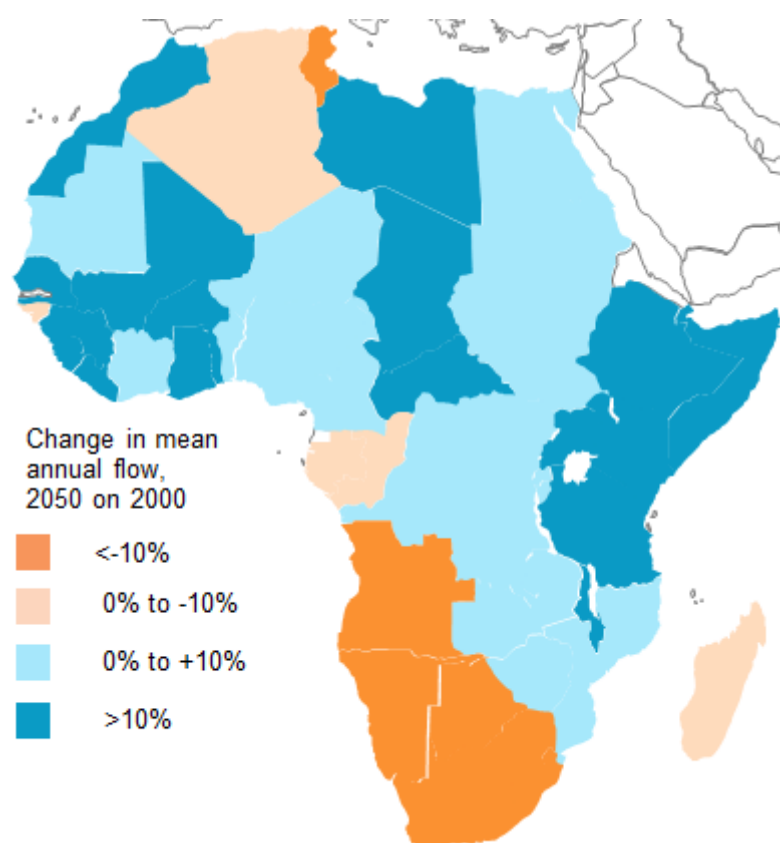 Change in mean
annual flow,
2050 on 2000
<-10%
0% to -10%
0% to +10%
>10%